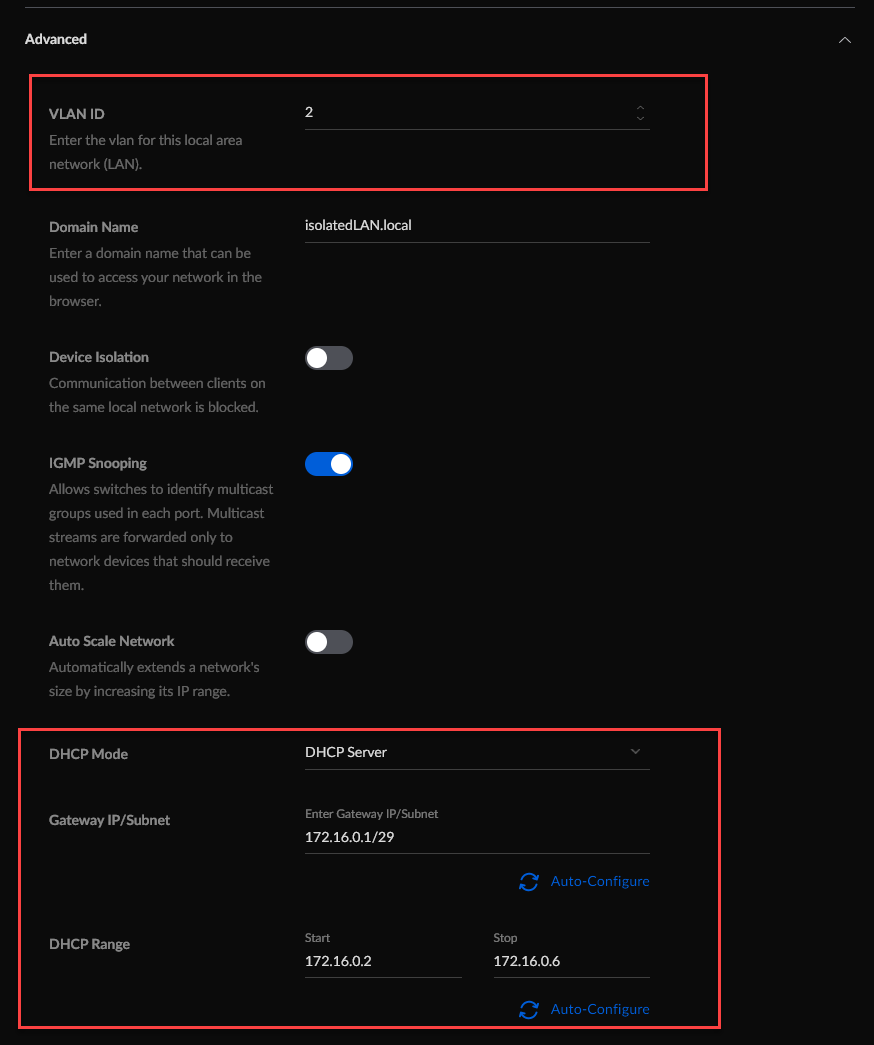 Advanced
VLAN ID
2
Enter the vlan for this local area
network (LAN).
Domain Name
isolatedLAN.local
Enter a domain name that can be
used to access your network in the
browser.
Device Isolation
Communication between clients on
the same local network is blocked.
IGMP Snooping
Allows switches to identify multicast
groups used in each port. Multicast
streams are forwarded only to
network devices that should receive
them.
Auto Scale Network
Automatically extends a network's
size by increasing its IP range.
DHCP Mode
DHCP Server
Gateway IP/Subnet
Enter Gateway IP/Subnet
172.16.0.1/29
Auto-Configure
DHCP Range
Start
172.16.0.2
Stop
172.16.0.6
Auto-Configure